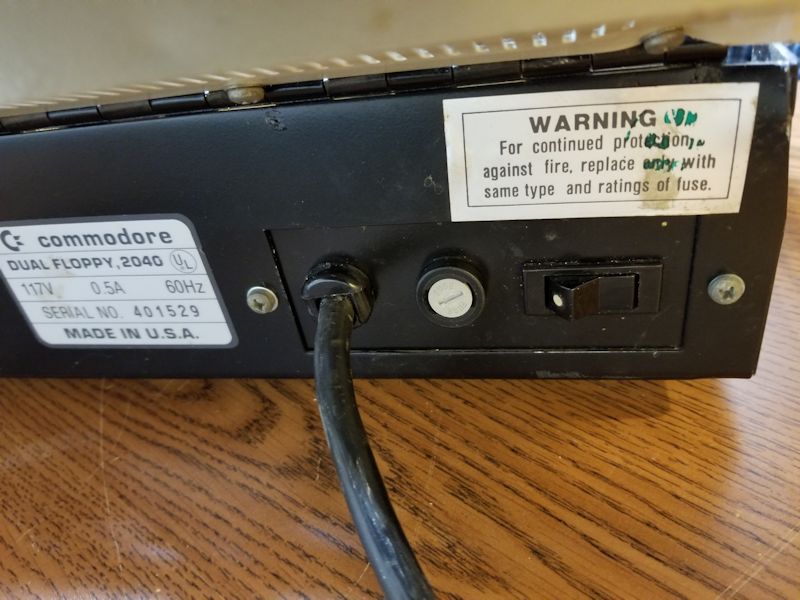 WARNING
For continued protection
against fire, replace only with
same type and ratings of fuse.
commodore
DUAL FLOPPY, 2040
UL
117V 0.5A 60Hz
SERIAL NO. 401529
MADE IN U.S.A.